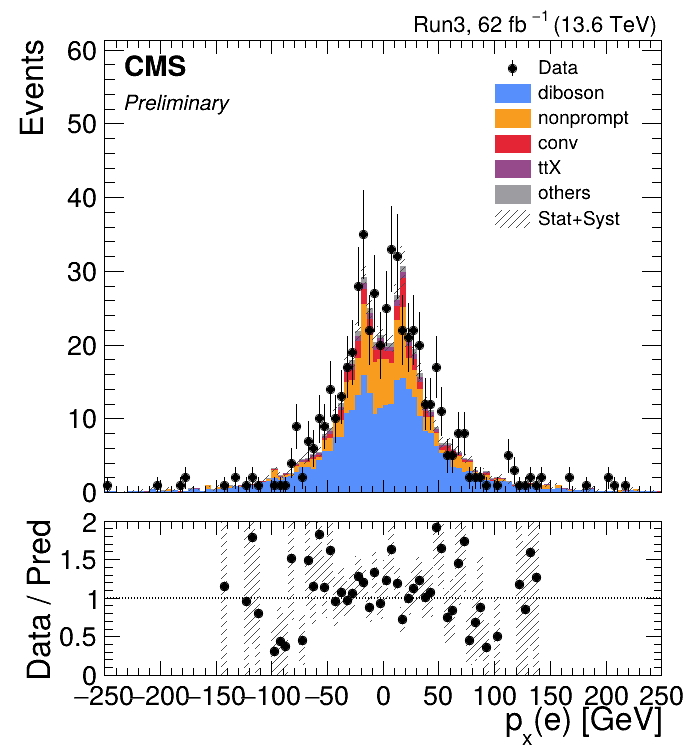 Run3, 62 fb⁻¹ (13.6 TeV)
Events
CMS
Preliminary
Data
diboson
nonprompt
conv
ttX
others
Stat+Syst
60
50
40
30
20
10
0
Data / Pred
2
1.5
1
0.5
0
−250 −200 −150 −100 −50 0 50 100 150 200 250
pₓ(e) [GeV]